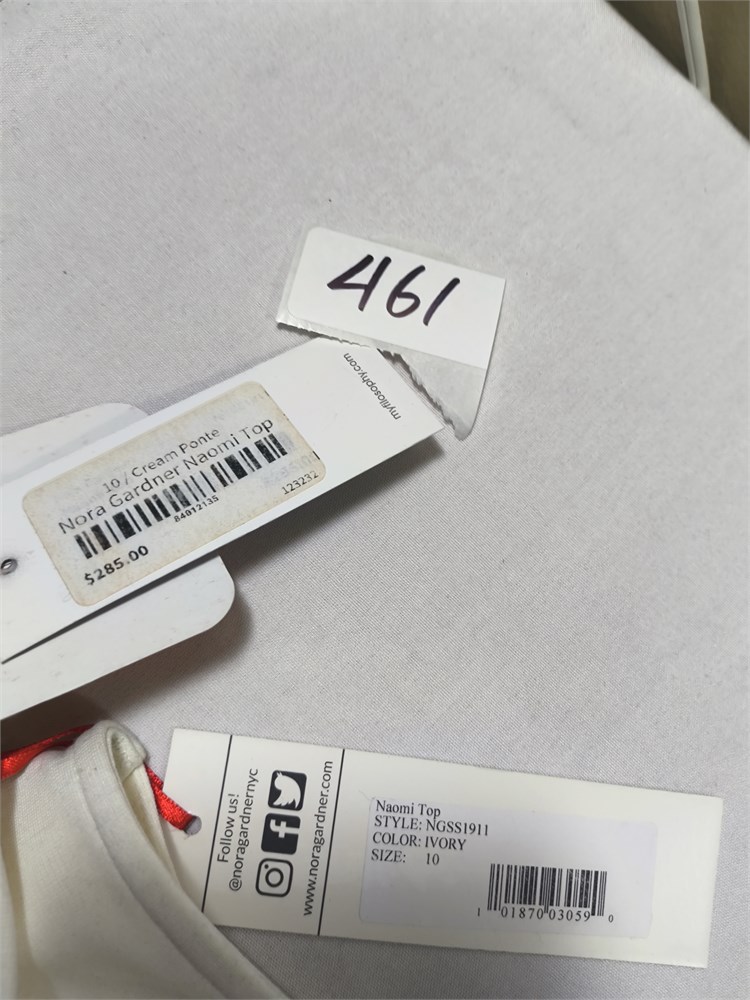 461
myfilosophy.com
10 / Cream Ponte
Nora Gardner Naomi Top
84912135
123232
$285.00
Follow us!
@noragardnernyc
www.noragardner.com
Naomi Top
STYLE: NGSS1911
COLOR: IVORY
SIZE: 10
1 01870 03059 0